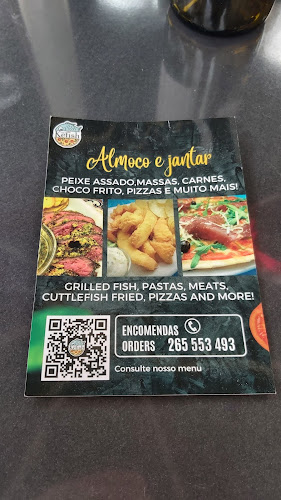 Almoço e jantar
PEIXE ASSADO,MASSAS, CARNES,
CHOCO FRITO, PIZZAS E MUITO MAIS!
GRILLED FISH, PASTAS, MEATS,
CUTTLEFISH FRIED, PIZZAS AND MORE!
ENCOMENDAS
ORDERS 265 553 493
Consulte nosso menu